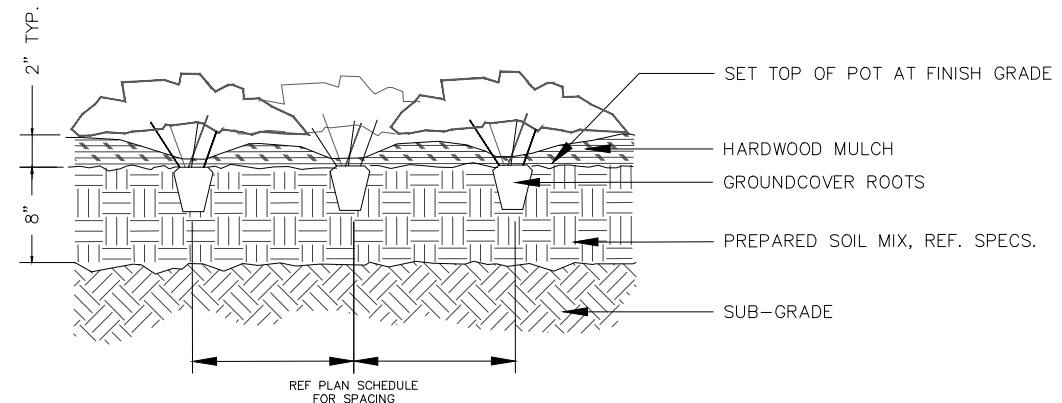 2" TYP.
8"
SET TOP OF POT AT FINISH GRADE
HARDWOOD MULCH
GROUNDCOVER ROOTS
PREPARED SOIL MIX, REF. SPECS.
SUB-GRADE
REF PLAN SCHEDULE
FOR SPACING